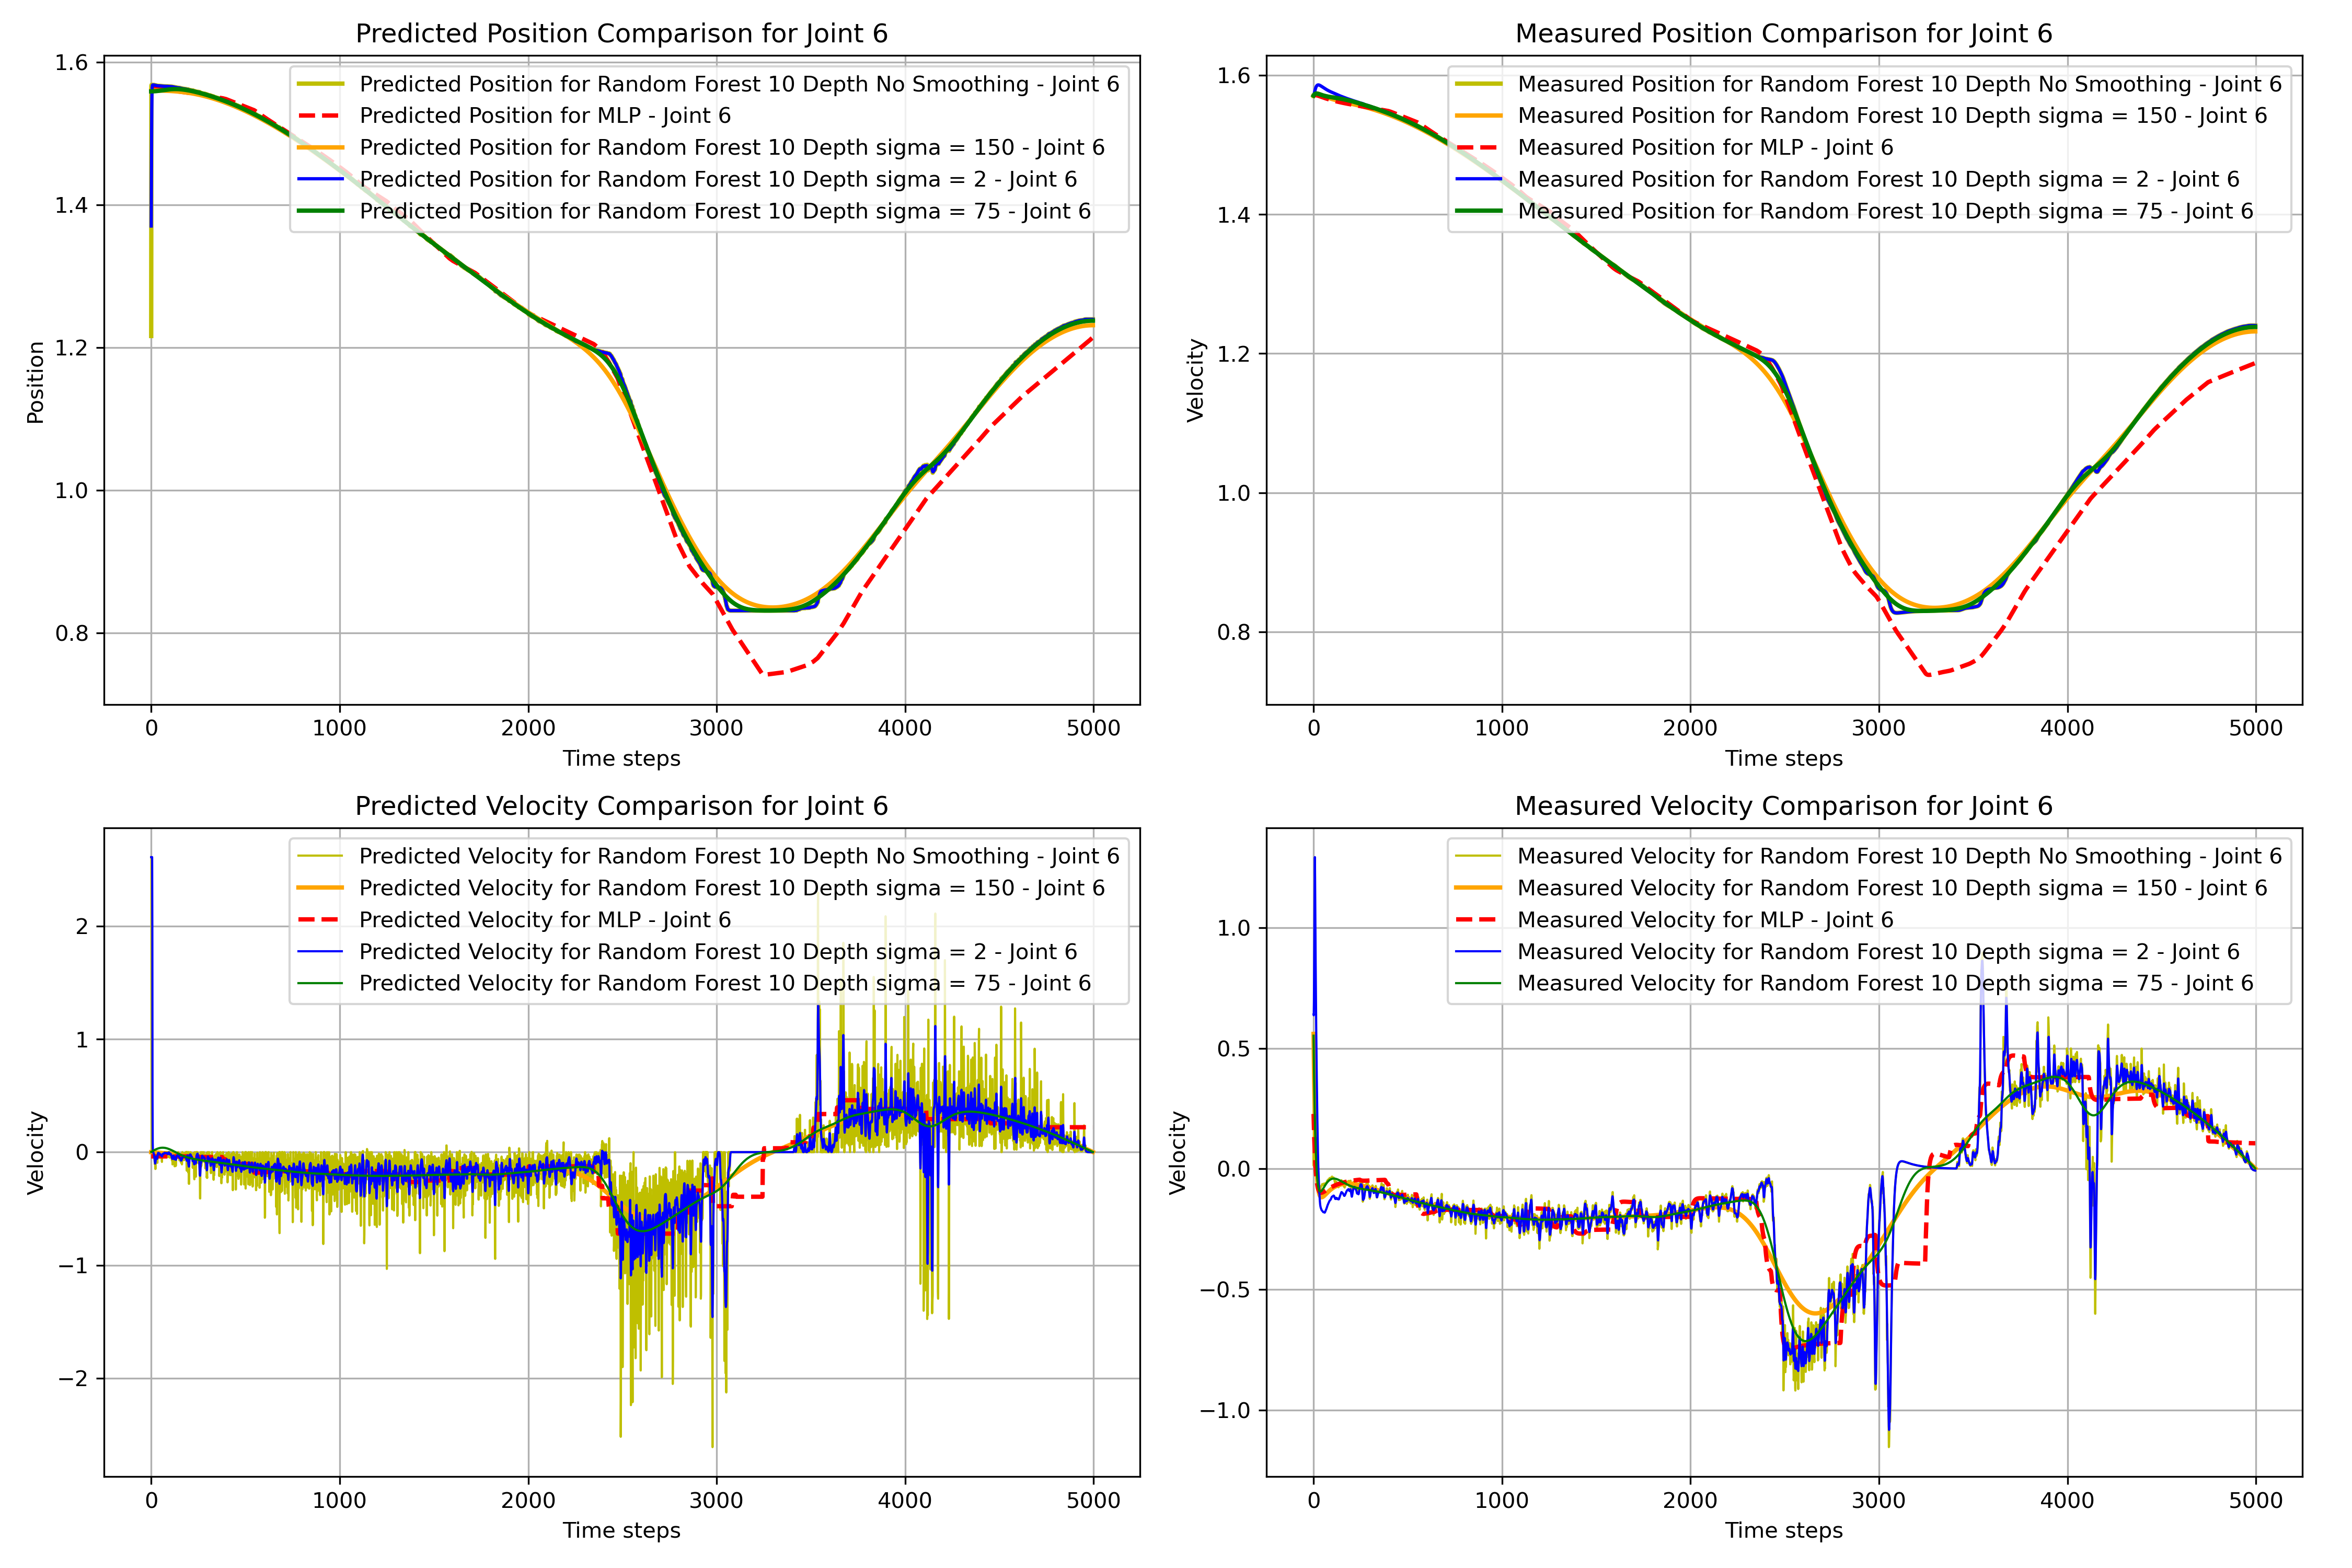 Predicted Position Comparison for Joint 6
Position
1.6
1.4
1.2
1.0
0.8
Predicted Position for Random Forest 10 Depth No Smoothing - Joint 6
Predicted Position for MLP - Joint 6
Predicted Position for Random Forest 10 Depth sigma = 150 - Joint 6
Predicted Position for Random Forest 10 Depth sigma = 2 - Joint 6
Predicted Position for Random Forest 10 Depth sigma = 75 - Joint 6
0 1000 2000 3000 4000 5000
Time steps
Measured Position Comparison for Joint 6
Velocity
1.6
1.4
1.2
1.0
0.8
Measured Position for Random Forest 10 Depth No Smoothing - Joint 6
Measured Position for Random Forest 10 Depth sigma = 150 - Joint 6
Measured Position for MLP - Joint 6
Measured Position for Random Forest 10 Depth sigma = 2 - Joint 6
Measured Position for Random Forest 10 Depth sigma = 75 - Joint 6
0 1000 2000 3000 4000 5000
Time steps
Predicted Velocity Comparison for Joint 6
Velocity
2
1
0
−1
−2
Predicted Velocity for Random Forest 10 Depth No Smoothing - Joint 6
Predicted Velocity for Random Forest 10 Depth sigma = 150 - Joint 6
Predicted Velocity for MLP - Joint 6
Predicted Velocity for Random Forest 10 Depth sigma = 2 - Joint 6
Predicted Velocity for Random Forest 10 Depth sigma = 75 - Joint 6
0 1000 2000 3000 4000 5000
Time steps
Measured Velocity Comparison for Joint 6
Velocity
1.0
0.5
0.0
−0.5
−1.0
Measured Velocity for Random Forest 10 Depth No Smoothing - Joint 6
Measured Velocity for Random Forest 10 Depth sigma = 150 - Joint 6
Measured Velocity for MLP - Joint 6
Measured Velocity for Random Forest 10 Depth sigma = 2 - Joint 6
Measured Velocity for Random Forest 10 Depth sigma = 75 - Joint 6
0 1000 2000 3000 4000 5000
Time steps